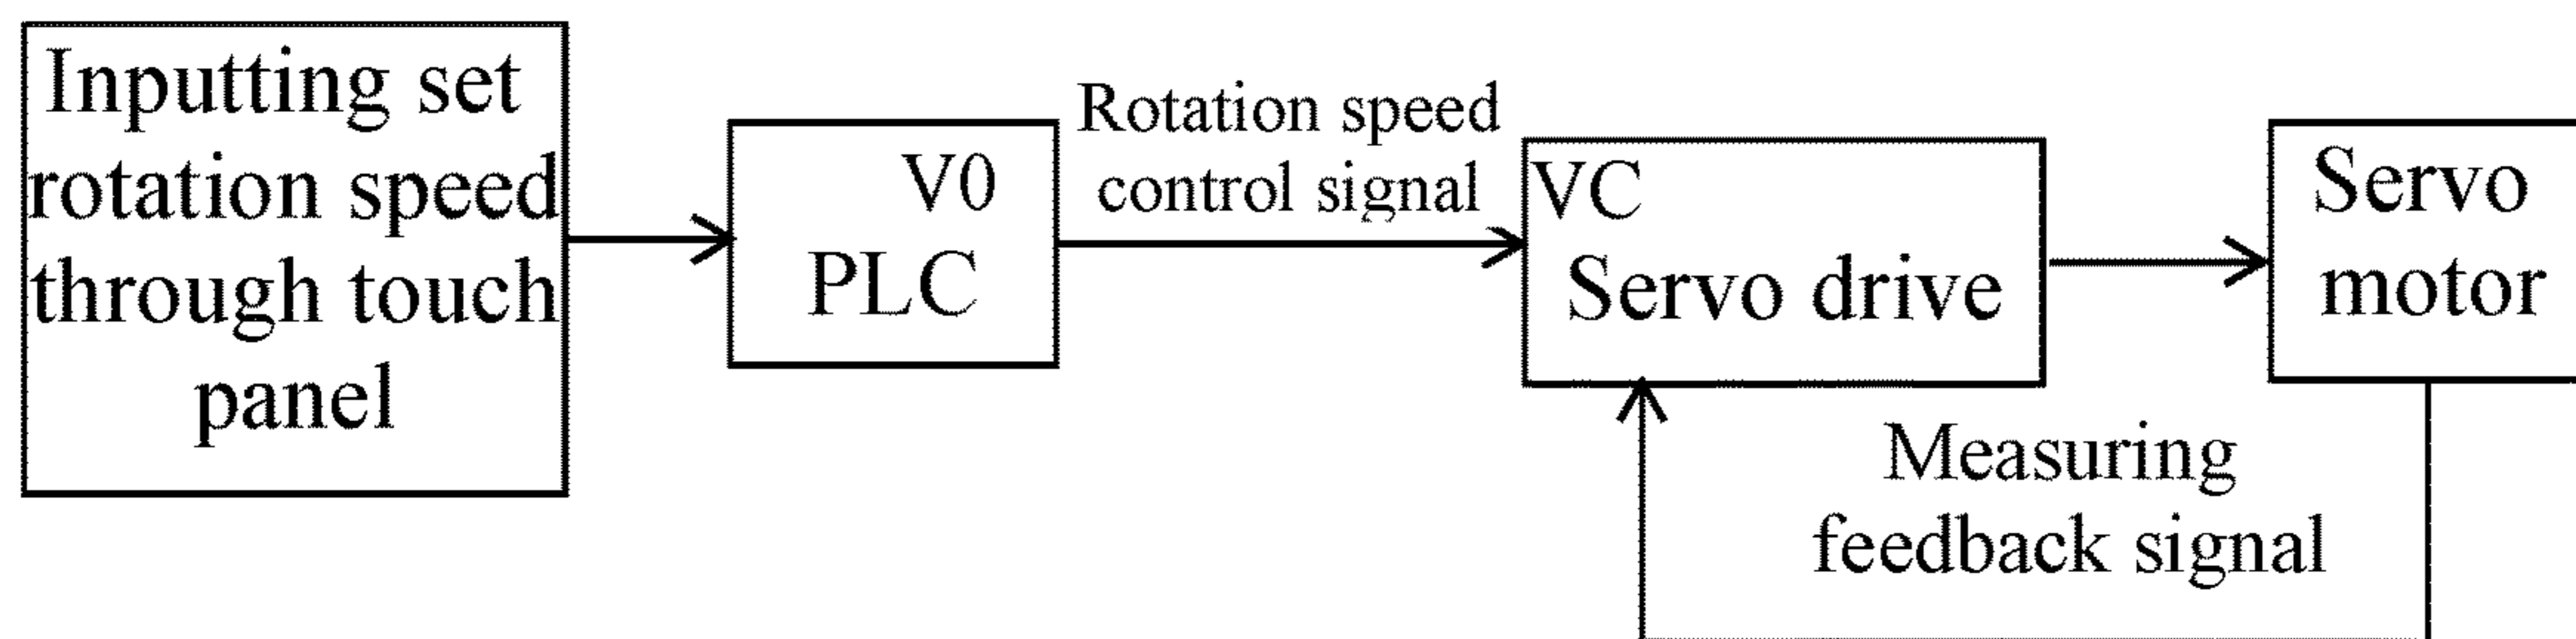 Inputting set
rotation speed
through touch
panel
V0
PLC
Rotation speed
control signal
VC
Servo drive
Servo
motor
Measuring
feedback signal